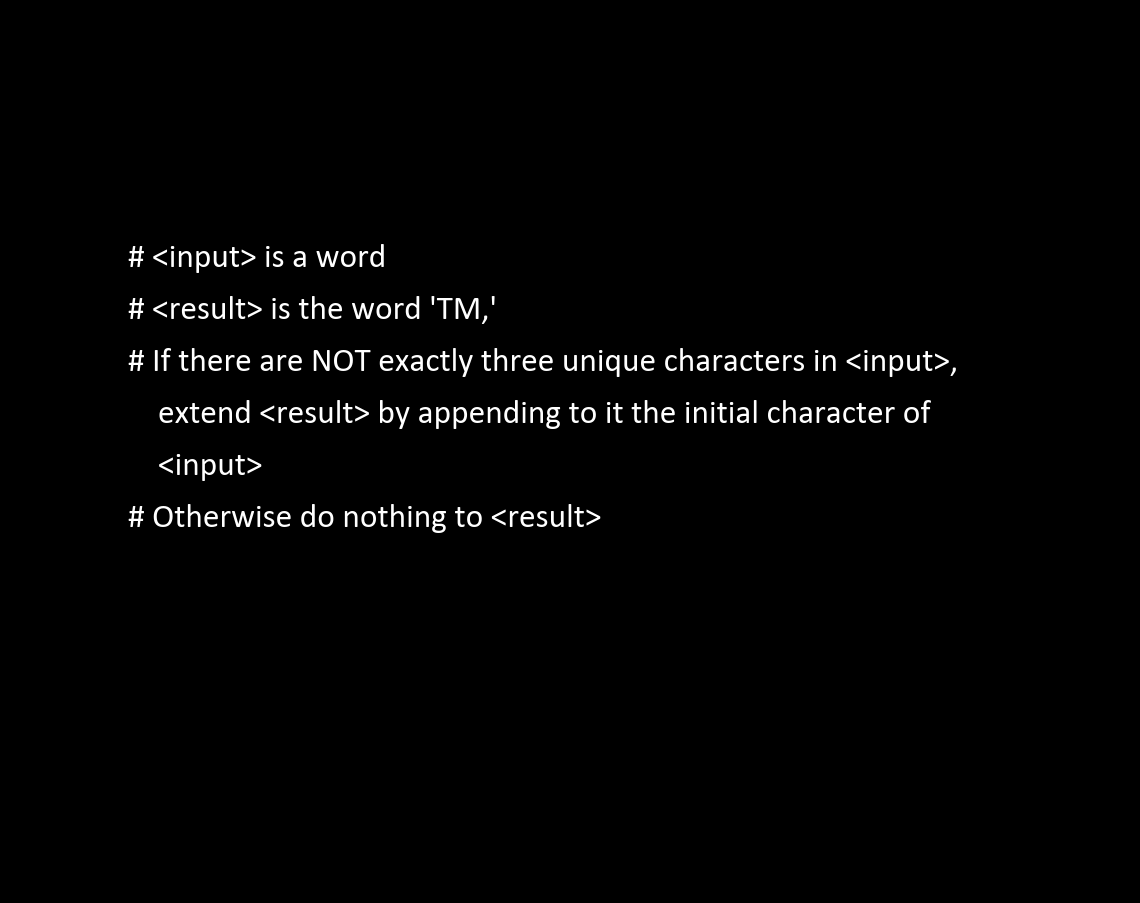 # <input> is a word
# <result> is the word 'TM,'
# If there are NOT exactly three unique characters in <input>,
extend <result> by appending to it the initial character of
<input>
# Otherwise do nothing to <result>